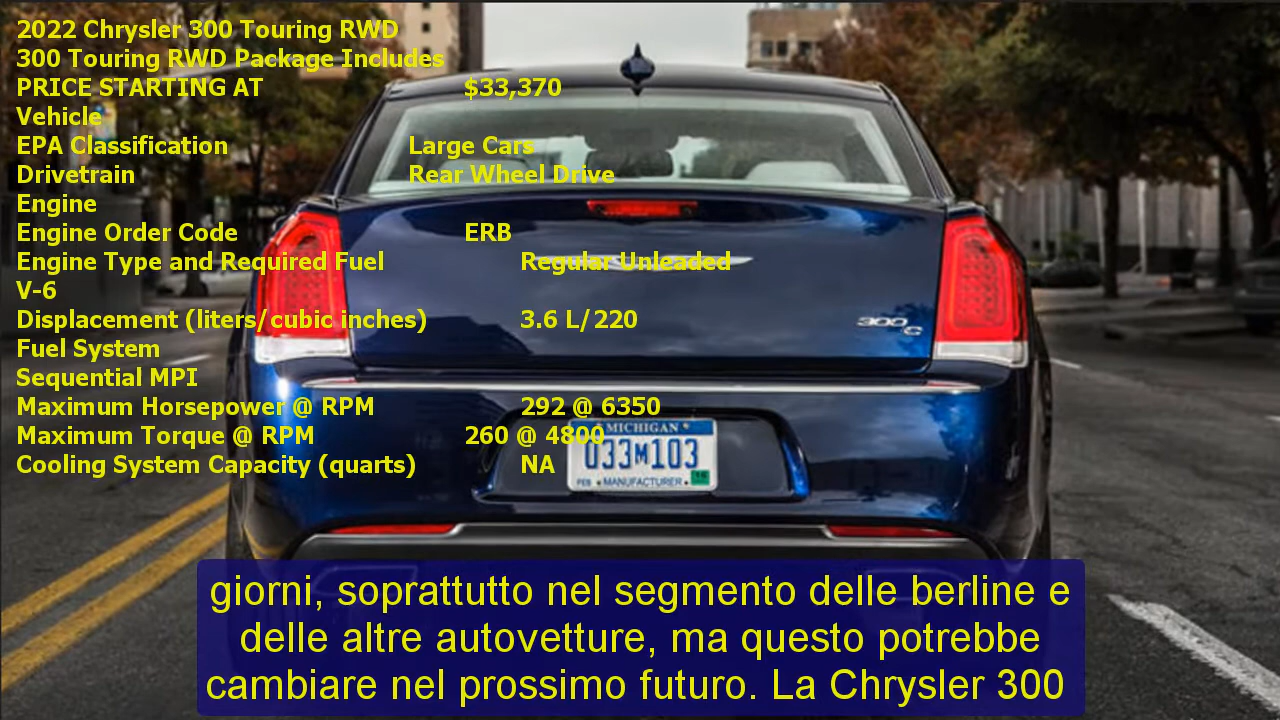 2022 Chrysler 300 Touring RWD
300 Touring RWD Package Includes
PRICE STARTING AT $33,370
Vehicle
EPA Classification Large Cars
Drivetrain Rear Wheel Drive
Engine
Engine Order Code ERB
Engine Type and Required Fuel Regular Unleaded
V-6
Displacement (liters/cubic inches) 3.6 L/220
300
C
Fuel System
Sequential MPI
Maximum Horsepower @ RPM 292 @ 6350
Maximum Torque @ RPM 260 @ 4800
Cooling System Capacity (quarts) NA
MICHIGAN
033M103
FEB MANUFACTURER
giorni, soprattutto nel segmento delle berline e
delle altre autovetture, ma questo potrebbe
cambiare nel prossimo futuro. La Chrysler 300